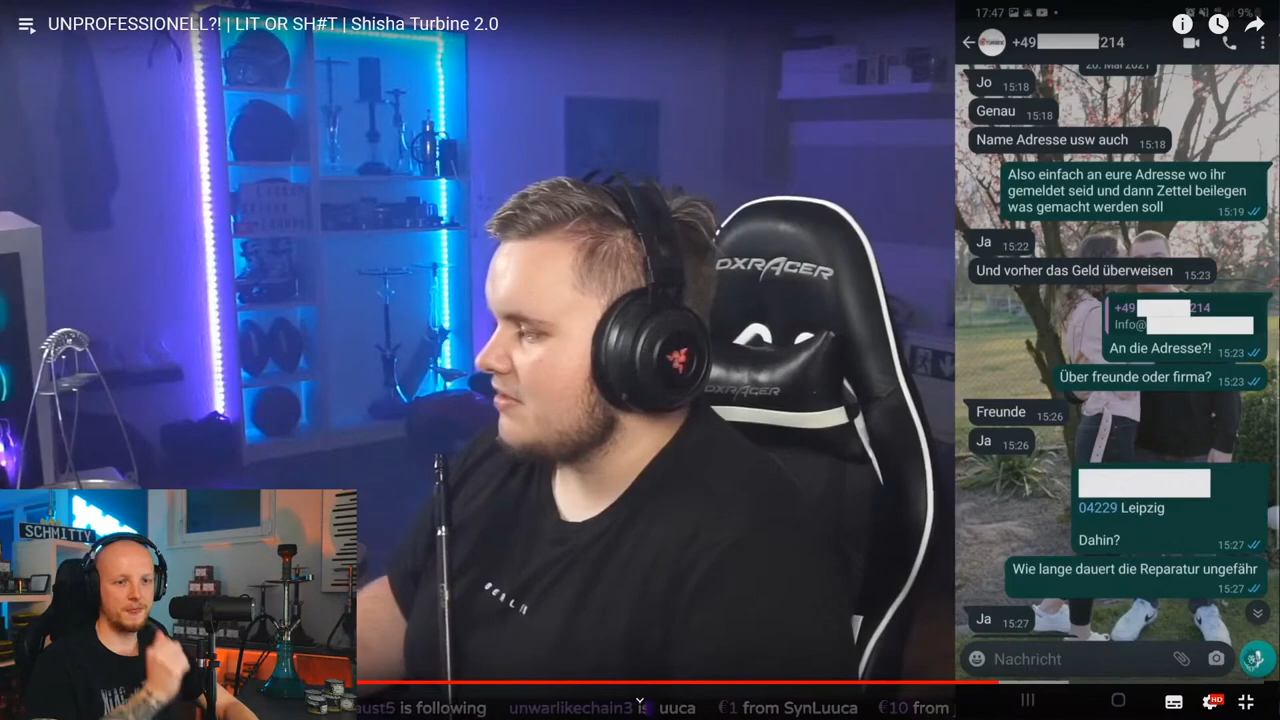 UNPROFESSIONELL?! | LIT OR SH#T | Shisha Turbine 2.0
DXRACER
DXRACER
SCHMITTY
17:47
9%
+49 214
20. Mai 2021
Jo 15:18
Genau 15:18
Name Adresse usw auch 15:18
Also einfach an eure Adresse wo ihr
gemeldet seid und dann Zettel beilegen
was gemacht werden soll 15:19
Ja 15:22
Und vorher das Geld überweisen 15:23
+49 214
Info@
An die Adresse?! 15:23
Über freunde oder firma? 15:23
Freunde 15:26
Ja 15:26
04229 Leipzig
Dahin? 15:27
Wie lange dauert die Reparatur ungefähr
15:27
Ja 15:27
Nachricht
HD
aust5 is following unwarlikechain3 is uuca €1 from SynLuuca €10 from